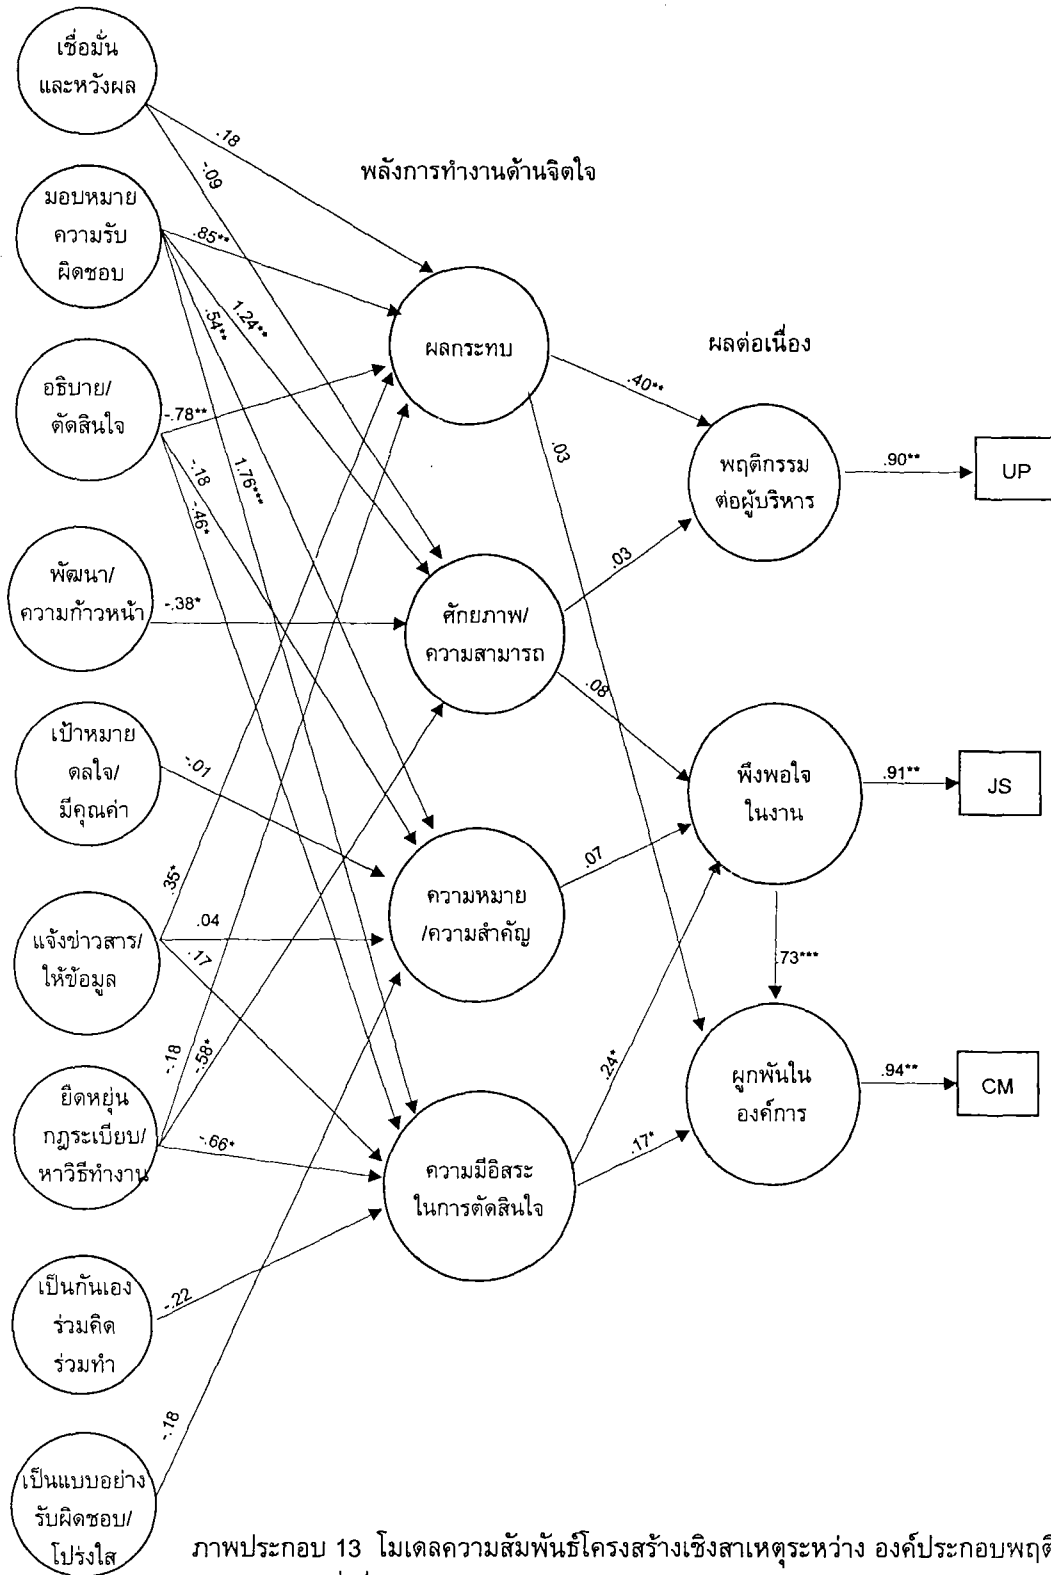 เชื่อมั่น
และหวังผล
.18
-.09
พลังการทำงานด้านจิตใจ
มอบหมาย
ความรับ
ผิดชอบ
.85**
1.24**
.54**
1.76***
ผลกระทบ
ผลต่อเนื่อง
อธิบาย/
ตัดสินใจ
-.78**
-.18
-.46*
.40**
.03
พฤติกรรม
ต่อผู้บริหาร
.90**
UP
พัฒนา/
ความก้าวหน้า
-.38*
ศักยภาพ/
ความสามารถ
.03
.08
เป้าหมาย
ดลใจ/
มีคุณค่า
-.01
พึงพอใจ
ในงาน
.91**
JS
แจ้งข่าวสาร/
ให้ข้อมูล
.35*
.04
.17
ความหมาย
/ความสำคัญ
.07
.73***
ยืดหยุ่น
กฎระเบียบ/
หาวิธีทำงาน
-.18
-.58*
-.66*
ความมีอิสระ
ในการตัดสินใจ
.24*
.17*
ผูกพันใน
องค์การ
.94**
CM
เป็นกันเอง
ร่วมคิด
ร่วมทำ
-.22
เป็นแบบอย่าง
รับผิดชอบ/
โปร่งใส
-.18
ภาพประกอบ 13 โมเดลความสัมพันธ์โครงสร้างเชิงสาเหตุระหว่าง องค์ประกอบพฤติ